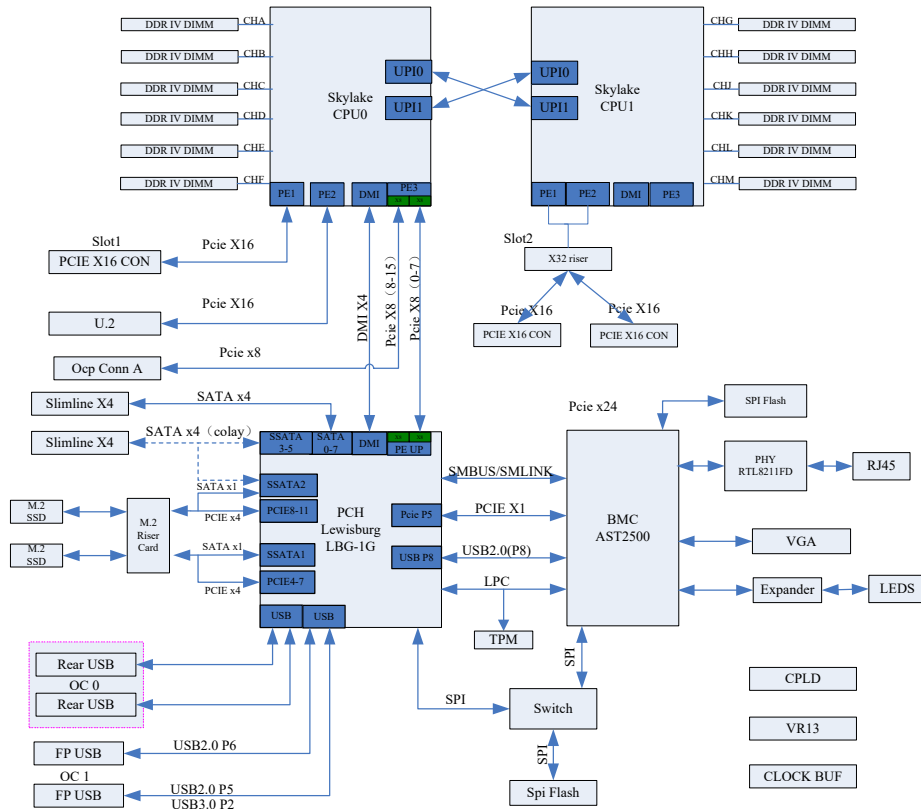 CHA
DDR IV DIMM
CHB
DDR IV DIMM
CHC
DDR IV DIMM
CHD
DDR IV DIMM
CHE
DDR IV DIMM
CHF
DDR IV DIMM
Skylake
CPU0
UPI0
UPI1
PE1
PE2
DMI
PE3
X8
X8
UPI0
UPI1
Skylake
CPU1
PE1
PE2
DMI
PE3
CHG
DDR IV DIMM
CHH
DDR IV DIMM
CHJ
DDR IV DIMM
CHK
DDR IV DIMM
CHL
DDR IV DIMM
CHM
DDR IV DIMM
Slot1
PCIE X16 CON
Pcie X16
U.2
Pcie X16
Ocp Conn A
Pcie x8
DMI X4
Pcie X8（8-15）
Pcie X8（0-7）
Slot2
X32 riser
Pcie X16
Pcie X16
PCIE X16 CON
PCIE X16 CON
Slimline X4
SATA x4
Slimline X4
SATA x4（colay）
SSATA
3-5
SATA
0-7
DMI
X8
X8
PE UP
SSATA2
PCIE8-11
SSATA1
PCIE4-7
USB
USB
PCH
Lewisburg
LBG-1G
Pcie P5
USB P8
M.2
SSD
M.2
SSD
M.2
Riser
Card
SATA x1
PCIE x4
SATA x1
PCIE x4
SMBUS/SMLINK
PCIE X1
USB2.0(P8)
LPC
TPM
Pcie x24
BMC
AST2500
SPI Flash
PHY
RTL8211FD
RJ45
VGA
Expander
LEDS
Rear USB
OC 0
Rear USB
FP USB
USB2.0 P6
OC 1
FP USB
USB2.0 P5
USB3.0 P2
SPI
SPI
Switch
SPI
Spi Flash
CPLD
VR13
CLOCK BUF